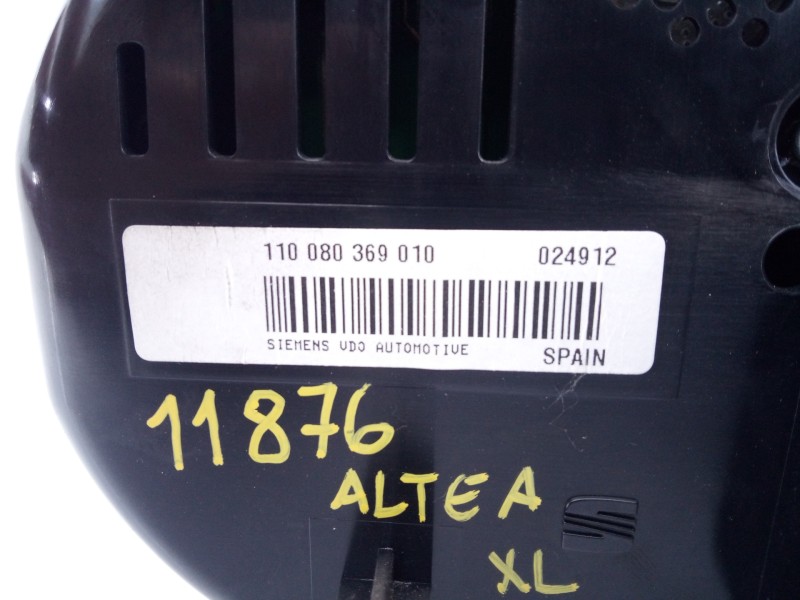 110 080 369 010 024912
SIEMENS VDO AUTOMOTIVE SPAIN
11876
ALTEA
XL